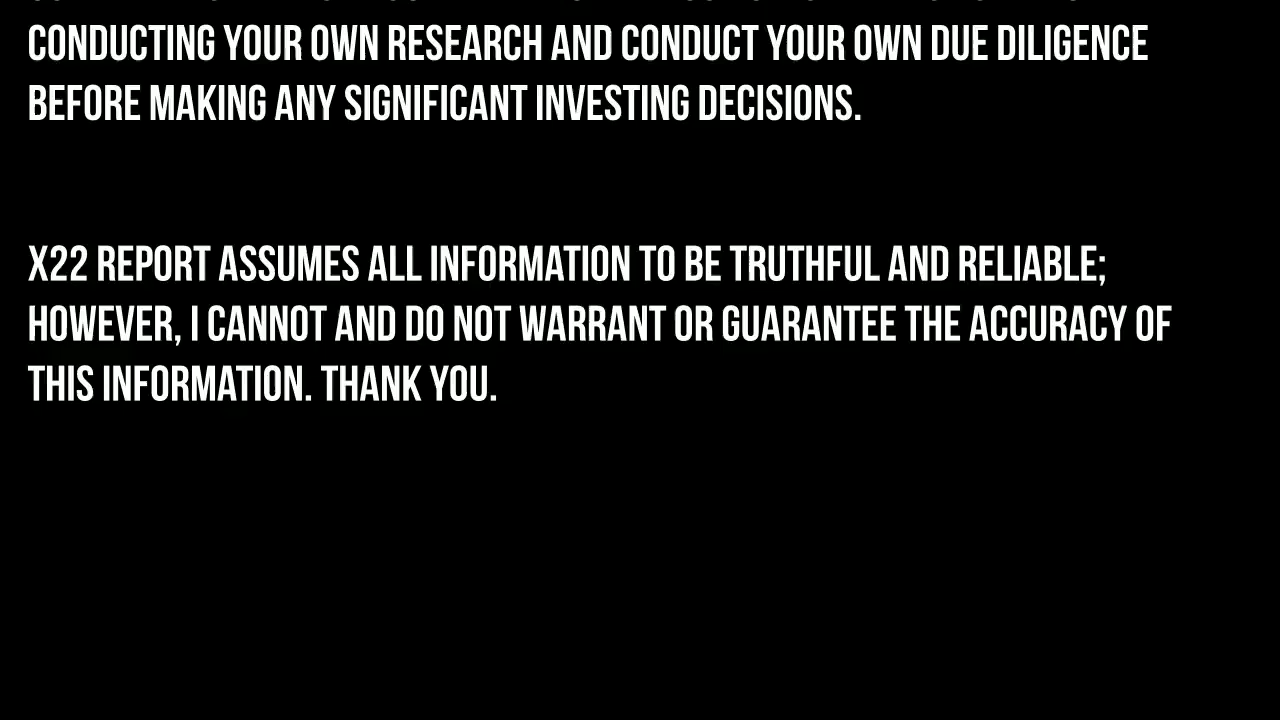 CONDUCTING YOUR OWN RESEARCH AND CONDUCT YOUR OWN DUE DILIGENCE
BEFORE MAKING ANY SIGNIFICANT INVESTING DECISIONS.
X22 REPORT ASSUMES ALL INFORMATION TO BE TRUTHFUL AND RELIABLE;
HOWEVER, I CANNOT AND DO NOT WARRANT OR GUARANTEE THE ACCURACY OF
THIS INFORMATION. THANK YOU.